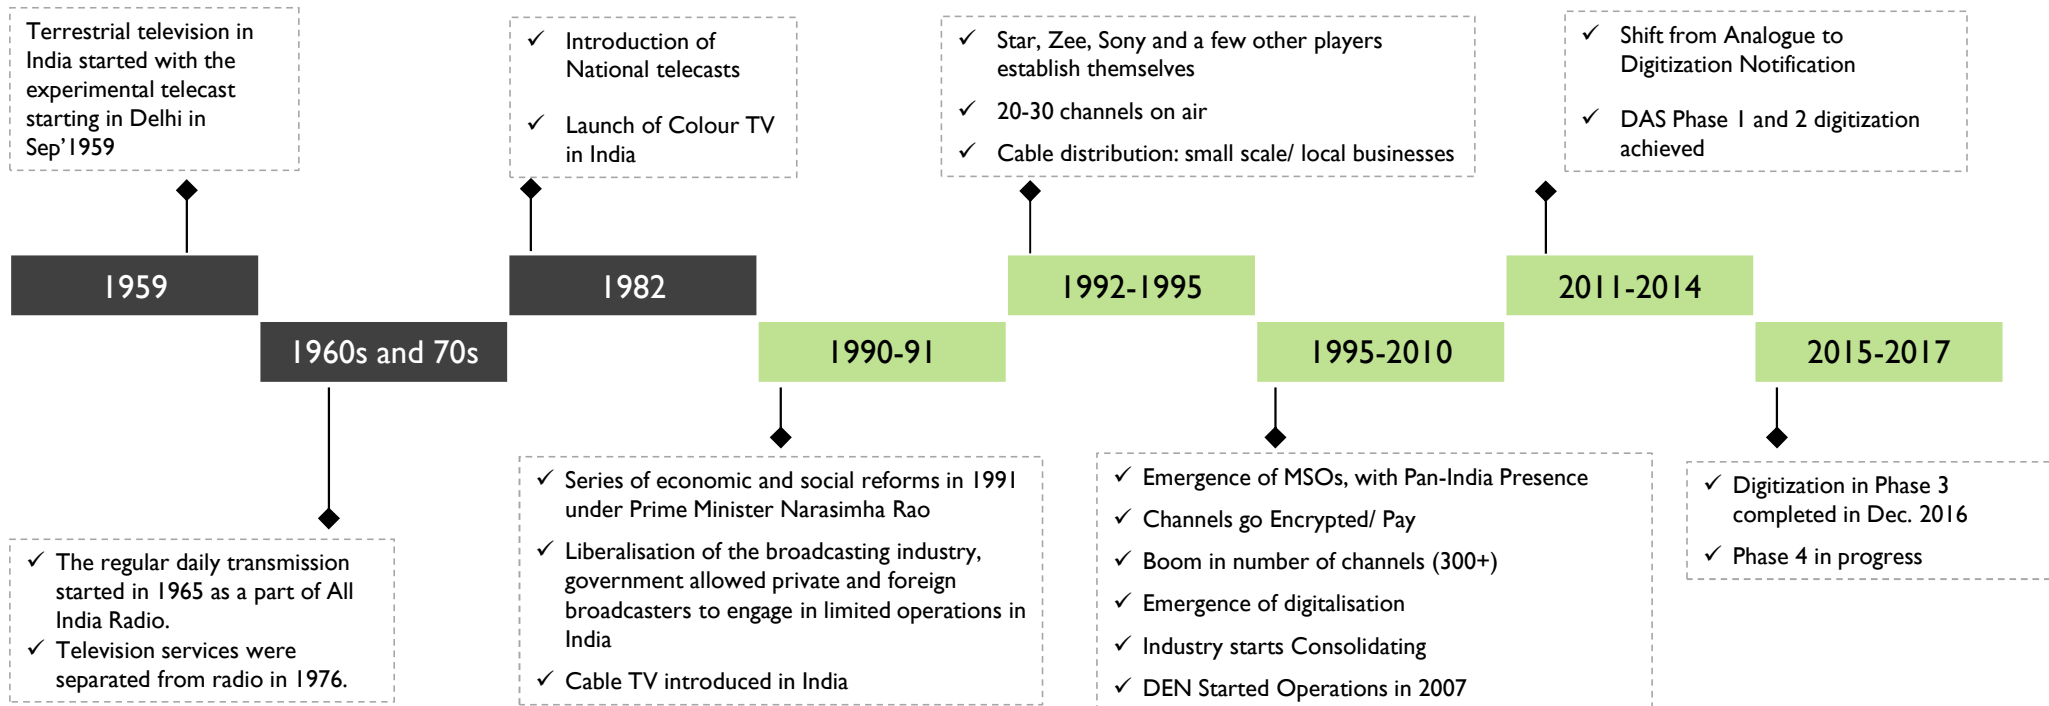 Terrestrial television in
India started with the
experimental telecast
starting in Delhi in
Sep'1959
✓ Introduction of
National telecasts
✓ Launch of Colour TV
in India
✓ Star, Zee, Sony and a few other players
establish themselves
✓ 20-30 channels on air
✓ Cable distribution: small scale/ local businesses
✓ Shift from Analogue to
Digitization Notification
✓ DAS Phase 1 and 2 digitization
achieved
1959
1982
1992-1995
2011-2014
1960s and 70s
1990-91
1995-2010
2015-2017
✓ The regular daily transmission
started in 1965 as a part of All
India Radio.
✓ Television services were
separated from radio in 1976.
✓ Series of economic and social reforms in 1991
under Prime Minister Narasimha Rao
✓ Liberalisation of the broadcasting industry,
government allowed private and foreign
broadcasters to engage in limited operations in
India
✓ Cable TV introduced in India
✓ Emergence of MSOs, with Pan-India Presence
✓ Channels go Encrypted/ Pay
✓ Boom in number of channels (300+)
✓ Emergence of digitalisation
✓ Industry starts Consolidating
✓ DEN Started Operations in 2007
✓ Digitization in Phase 3
completed in Dec. 2016
✓ Phase 4 in progress